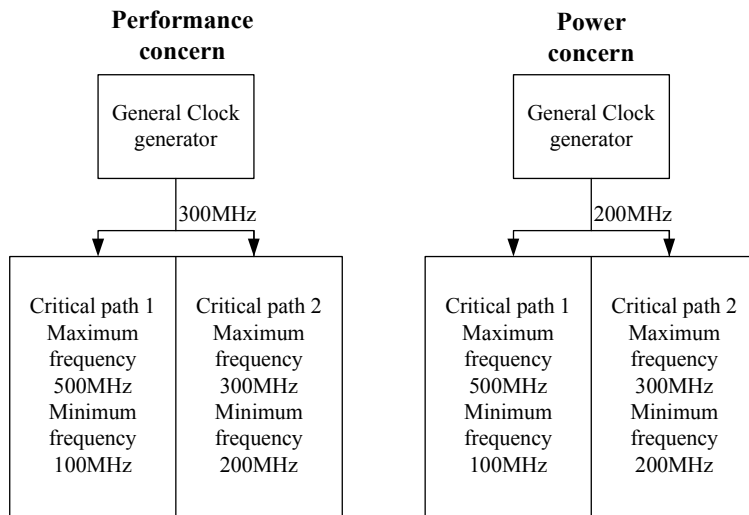 Performance
concern
General Clock
generator
300MHz
Critical path 1
Maximum
frequency
500MHz
Minimum
frequency
100MHz
Critical path 2
Maximum
frequency
300MHz
Minimum
frequency
200MHz
Power
concern
General Clock
generator
200MHz
Critical path 1
Maximum
frequency
500MHz
Minimum
frequency
100MHz
Critical path 2
Maximum
frequency
300MHz
Minimum
frequency
200MHz